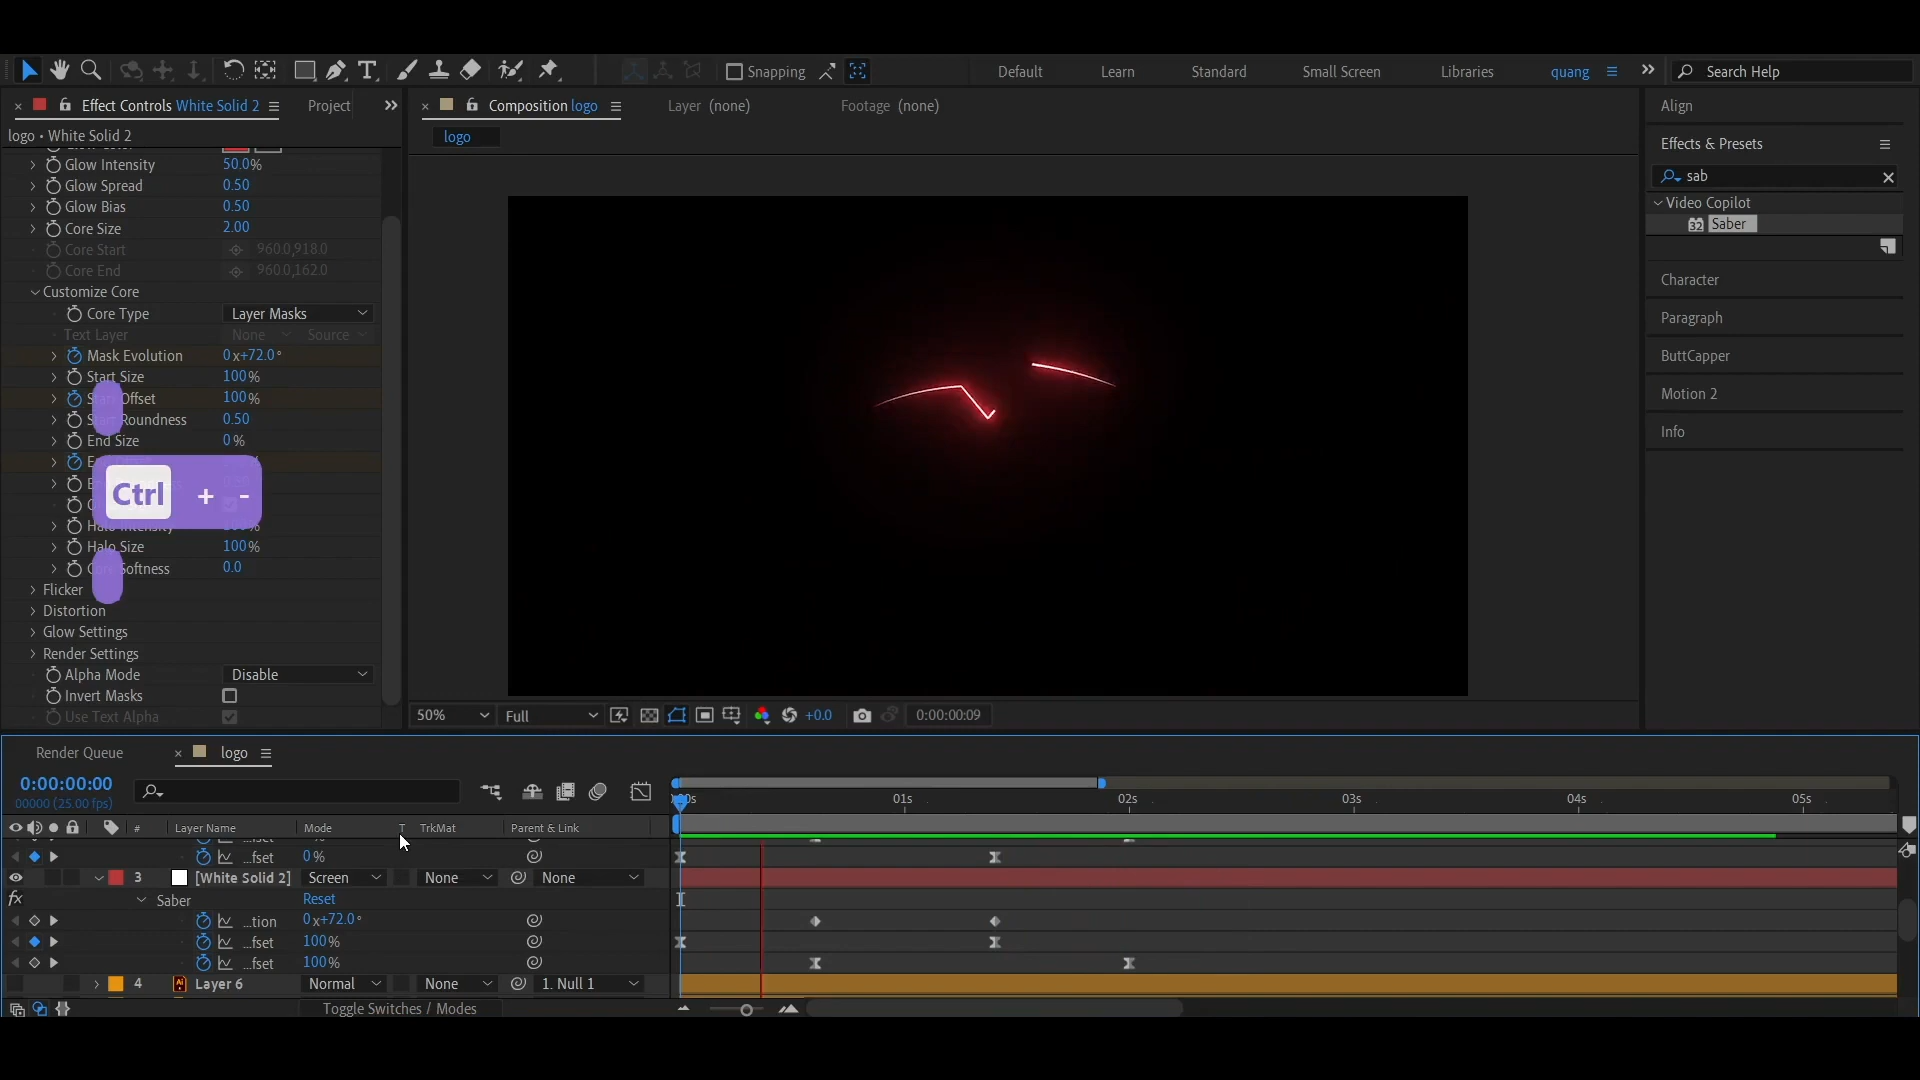 Snapping
Default
Learn
Standard
Small Screen
Libraries
quang
Search Help
Effect Controls White Solid 2
Project
Composition logo
Layer (none)
Footage (none)
Align
logo • White Solid 2
logo
Effects & Presets
Glow Intensity 50.0%
sab
Glow Spread 0.50
Video Copilot
Glow Bias 0.50
32 Saber
Core Size 2.00
Core Start 960.0,918.0
Core End 960.0,162.0
Character
Customize Core
Core Type Layer Masks
Paragraph
Text Layer None Source
Mask Evolution 0x+72.0°
ButtCapper
Start Size 100%
Offset 100%
Motion 2
Roundness 0.50
Info
End Size 0%
Ctrl + -
Halo Size 100%
Softness 0.0
Flicker
Distortion
Glow Settings
Render Settings
Alpha Mode Disable
Invert Masks
Use Text Alpha
50% Full +0.0 0:00:00:09
Render Queue
logo
0:00:00:00
00000 (25.00 fps)
01s 02s 03s 04s 05s
# Layer Name Mode T TrkMat Parent & Link
...fset 0%
3 [White Solid 2] Screen None None
fx Saber Reset
...tion 0x+72.0°
...fset 100%
...fset 100%
4 Ai Layer 6 Normal None 1. Null 1
Toggle Switches / Modes